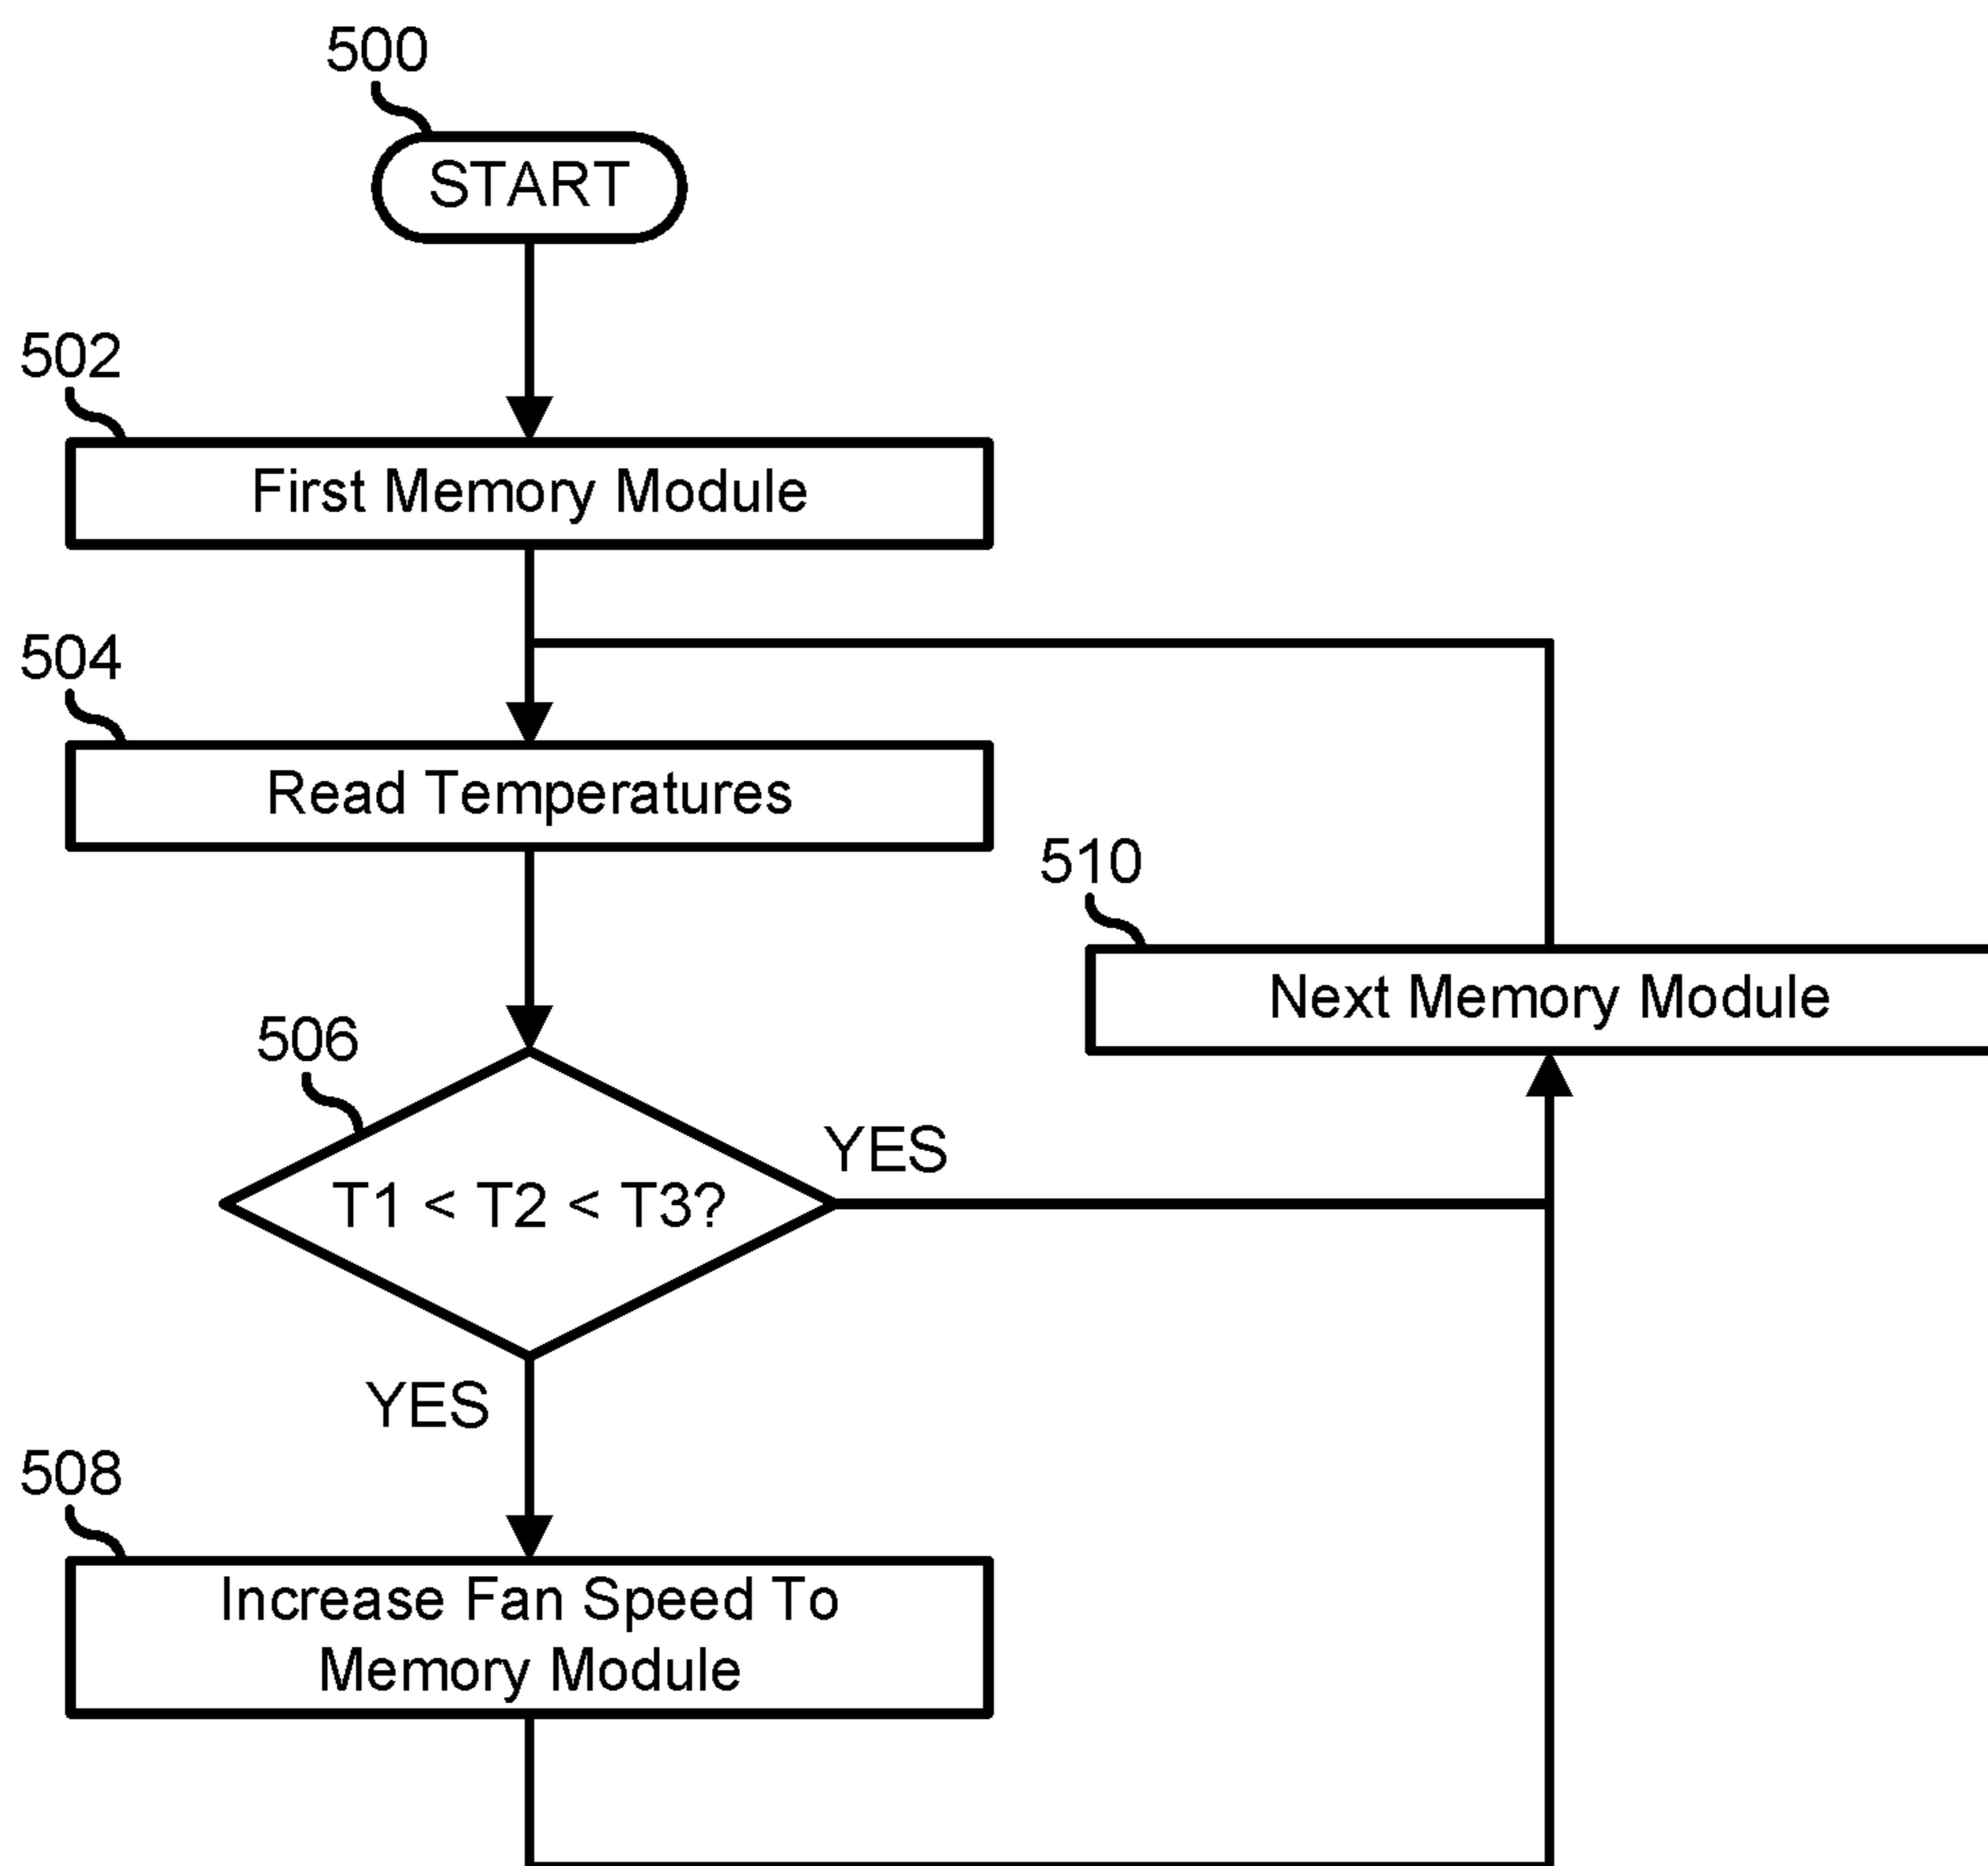 500
START
502
First Memory Module
504
Read Temperatures
510
Next Memory Module
506
T1 < T2 < T3?
YES
YES
508
Increase Fan Speed To
Memory Module